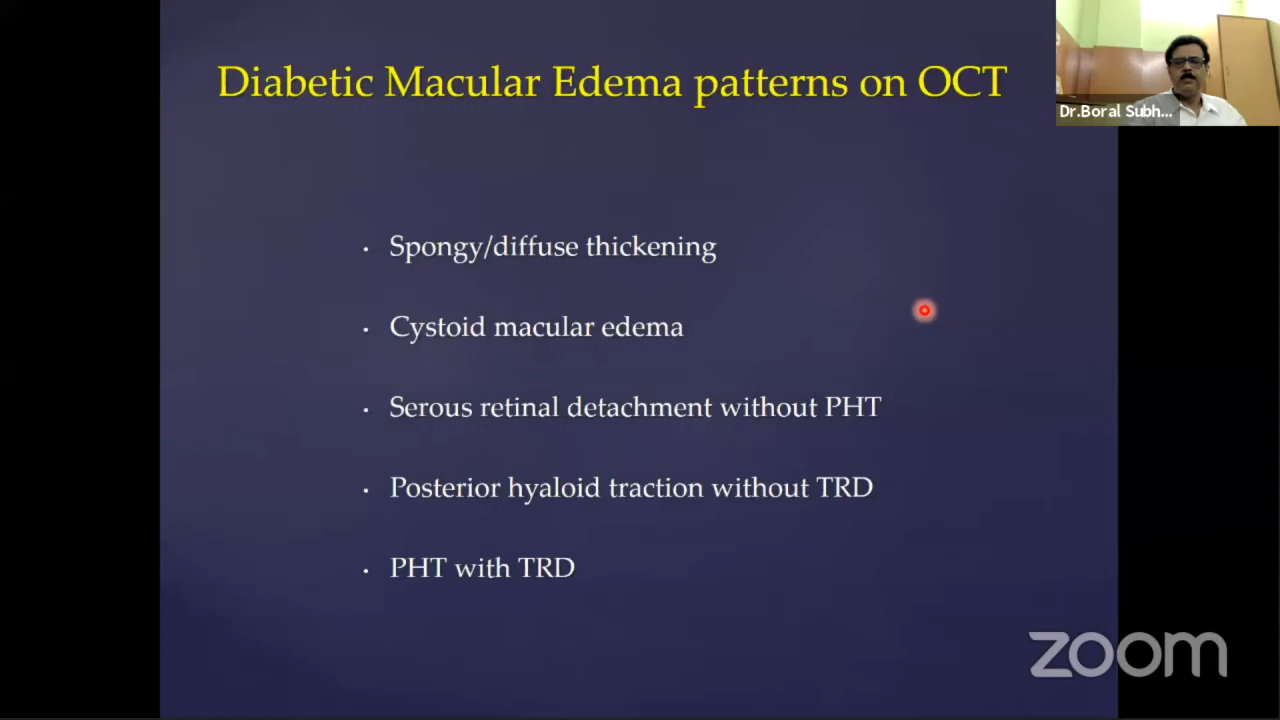 Diabetic Macular Edema patterns on OCT
Dr.Boral Subh...
• Spongy/diffuse thickening
• Cystoid macular edema
• Serous retinal detachment without PHT
• Posterior hyaloid traction without TRD
• PHT with TRD
zoom